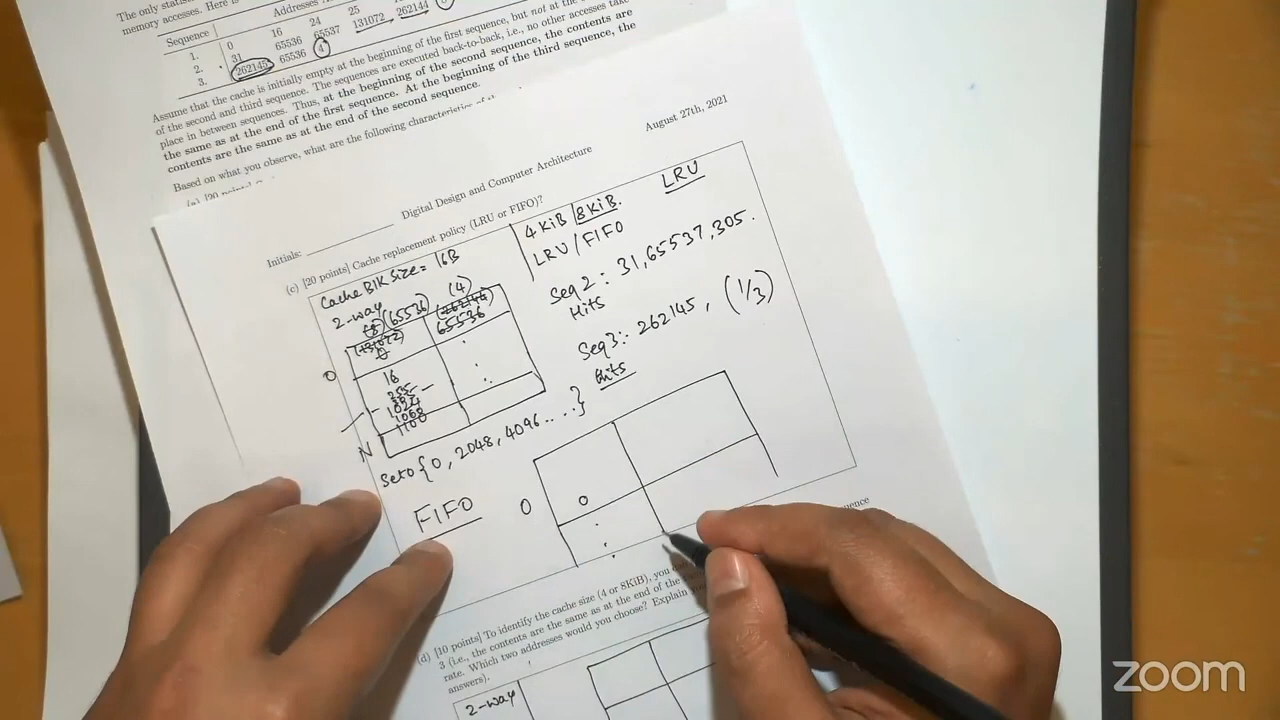 The only statis
memory accesses. Here is
Sequence
Addresses A
1. 0 16 24 25
2. 31 65536 65537 131072 262144
3. 262145 65536 4
Assume that the cache is initially empty at the beginning of the first sequence, but not at the
of the second and third sequence. The sequences are executed back-to-back, i.e., no other accesses take
place in between sequences. Thus, at the beginning of the second sequence, the contents are
the same as at the end of the first sequence. At the beginning of the third sequence, the
contents are the same as at the end of the second sequence.
Based on what you observe, what are the following characteristics of
August 27th, 2021
Initials:
Digital Design and Computer Architecture
(c) [20 points] Cache replacement policy (LRU or FIFO)?
Cache Blk size = 16B
4 KiB | 8 KiB.
LRU
LRU / FIFO
2-way
(8) (65536) (4)
(131072) (262144)
0 65536
0
16
1024
1100
N
Seq 2: 31, 65537, 305.
Hits
Seq 3: 262145, (1/3)
Hits
Set 0 {0, 2048, 4096 .... }
FIFO
0 0
(d) [10 points] To identify the cache size (4 or 8KiB), you
3 (i.e., the contents are the same as at the end of the
rate. Which two addresses would you choose? Explain
answers).
2-way
zoom